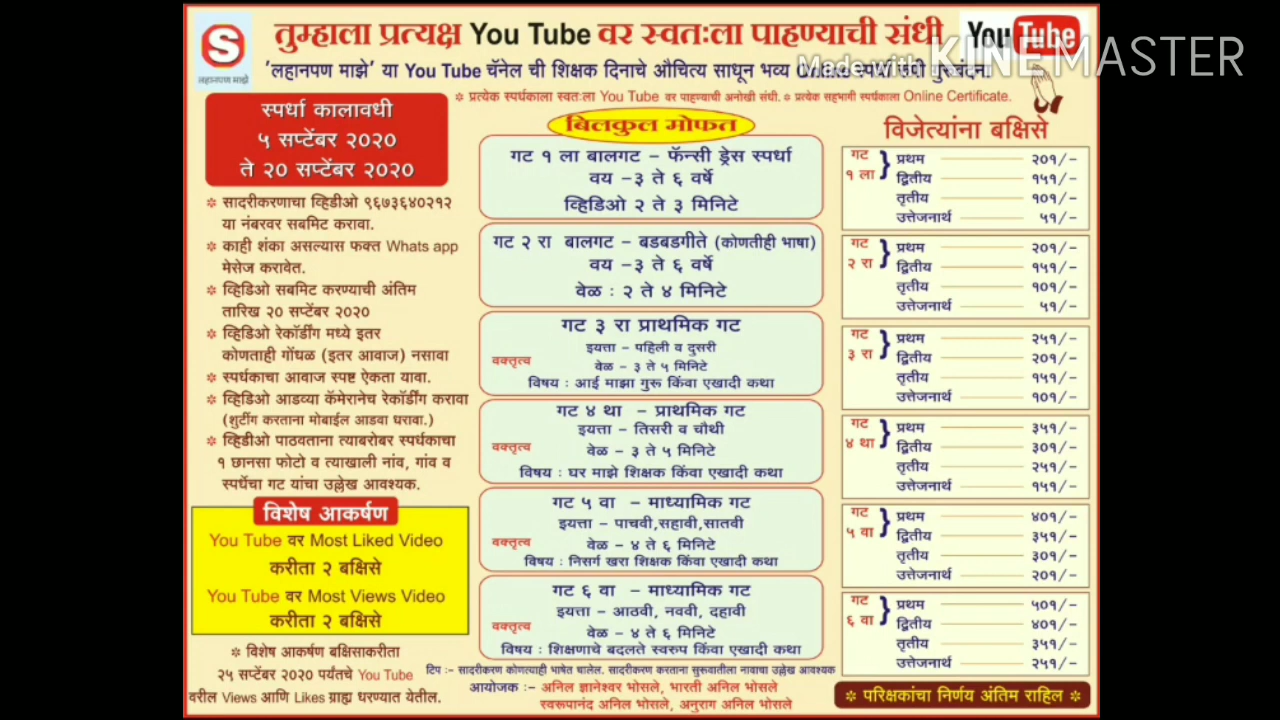 तुम्हाला प्रत्यक्ष You Tube वर स्वतःला पाहण्याची संधी
You Tube
Made with KINEMASTER
S
लहानपण माझे
'लहानपण माझे' या You Tube चॅनेल ची शिक्षक दिनाचे औचित्य साधून भव्य
* प्रत्येक स्पर्धकाला स्वतःला You Tube वर पाहण्याची अनोखी संधी. * प्रत्येक सहभागी स्पर्धकाला Online Certificate.
स्पर्धा कालावधी
५ सप्टेंबर २०२०
ते २० सप्टेंबर २०२०
* सादरीकरणाचा व्हिडीओ ९६७३६४०२१२
या नंबरवर सबमिट करावा.
* काही शंका असल्यास फक्त Whats app
मेसेज करावेत.
* व्हिडिओ सबमिट करण्याची अंतिम
तारिख २० सप्टेंबर २०२०
* व्हिडिओ रेकॉर्डींग मध्ये इतर
कोणताही गोंधळ (इतर आवाज) नसावा
* स्पर्धकाचा आवाज स्पष्ट ऐकता यावा.
* व्हिडिओ आडव्या कॅमेरानेच रेकॉर्डींग करावा
(शुटींग करताना मोबाईल आडवा धरावा.)
* व्हिडीओ पाठवताना त्याबरोबर स्पर्धकाचा
१ छानसा फोटो व त्याखाली नांव, गांव व
स्पर्धेचा गट यांचा उल्लेख आवश्यक.
विशेष आकर्षण
You Tube वर Most Liked Video
करीता २ बक्षिसे
You Tube वर Most Views Video
करीता २ बक्षिसे
* विशेष आकर्षण बक्षिसाकरीता
२५ सप्टेंबर २०२० पर्यंतचे You Tube
वरील Views आणि Likes ग्राह्य धरण्यात येतील.
बिलकुल मोफत
गट १ ला बालगट – फॅन्सी ड्रेस स्पर्धा
वय –३ ते ६ वर्षे
व्हिडिओ २ ते ३ मिनिटे
गट २ रा बालगट – बडबडगीते (कोणतीही भाषा)
वय –३ ते ६ वर्षे
वेळ : २ ते ४ मिनिटे
गट ३ रा प्राथमिक गट
इयत्ता – पहिली व दुसरी
वक्तृत्व
वेळ – ३ ते ५ मिनिटे
विषय : आई माझा गुरू किंवा एखादी कथा
गट ४ था – प्राथमिक गट
इयत्ता – तिसरी व चौथी
वक्तृत्व
वेळ – ३ ते ५ मिनिटे
विषय : घर माझे शिक्षक किंवा एखादी कथा
गट ५ वा – माध्यामिक गट
इयत्ता – पाचवी,सहावी,सातवी
वक्तृत्व
वेळ – ४ ते ६ मिनिटे
विषय : निसर्ग खरा शिक्षक किंवा एखादी कथा
गट ६ वा – माध्यामिक गट
इयत्ता – आठवी, नववी, दहावी
वक्तृत्व
वेळ – ४ ते ६ मिनिटे
विषय : शिक्षणाचे बदलते स्वरुप किंवा एखादी कथा
टिप :– सादरीकरण कोणत्याही भाषेत चालेल. सादरीकरण करताना सुरूवातीला नावाचा उल्लेख आवश्यक
आयोजक :– अनिल ज्ञानेश्वर भोसले, भारती अनिल भोसले
स्वरूपानंद अनिल भोसले, अनुराग अनिल भोसले
विजेत्यांना बक्षिसे
गट १ ला } प्रथम २०१/–
द्वितीय १५१/–
तृतीय १०१/–
उत्तेजनार्थ ५१/–
गट २ रा } प्रथम २०१/–
द्वितीय १५१/–
तृतीय १०१/–
उत्तेजनार्थ ५१/–
गट ३ रा } प्रथम २५१/–
द्वितीय २०१/–
तृतीय १५१/–
उत्तेजनार्थ १०१/–
गट ४ था } प्रथम ३५१/–
द्वितीय ३०१/–
तृतीय २५१/–
उत्तेजनार्थ १५१/–
गट ५ वा } प्रथम ४०१/–
द्वितीय ३५१/–
तृतीय ३०१/–
उत्तेजनार्थ २०१/–
गट ६ वा } प्रथम ५०१/–
द्वितीय ४०१/–
तृतीय ३५१/–
उत्तेजनार्थ २५१/–
* परिक्षकांचा निर्णय अंतिम राहिल *